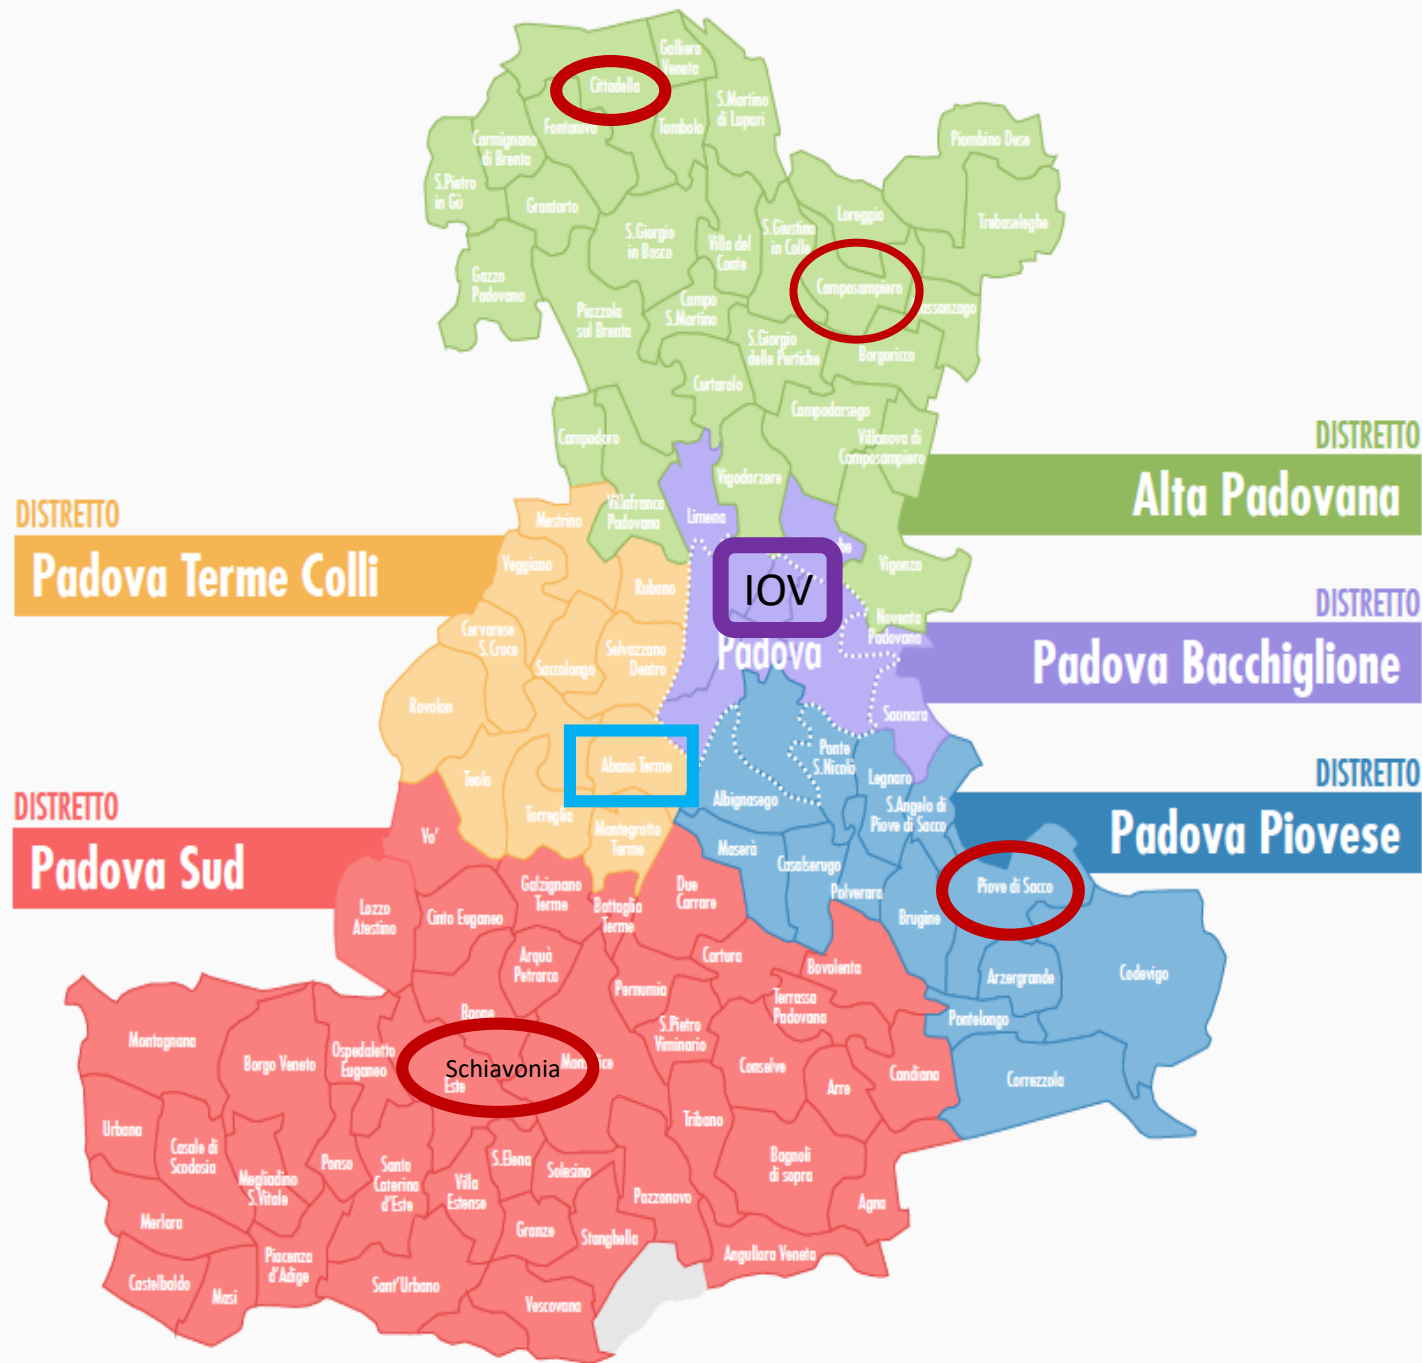 Galliera
Veneta
Cittadella
S.Martino
di Lupari
Fontaniva
Tombolo
Carmignano
di Brenta
Piombino Dese
S.Pietro
in Gù
Grantorto
Loreggia
Trebaseleghe
S.Giorgio
in Bosco
Villa del
Conte
S.Giustina
in Colle
Gazzo
Padovano
Camposampiero
Piazzola
sul Brenta
Campo
S.Martino
assanzago
S.Giorgio
delle Pertiche
Borgoricco
Curtarolo
Campodarsego
Campodoro
Villanova di
Camposampiero
DISTRETTO
Alta Padovana
Vigodarzere
Villafranca
Padovana
Limena
DISTRETTO
Padova Terme Colli
Mestrino
Veggiano
Rubano
he
Vigonza
IOV
Noventa
Padovana
DISTRETTO
Padova Bacchiglione
Cervarese
S.Croce
Saccolongo
Selvazzano
Dentro
Padova
Rovolon
Saonara
Teolo
Abano Terme
Ponte
S.Nicolò
Legnaro
DISTRETTO
Padova Piovese
Torreglia
Albignasego
S.Angelo di
Piove di Sacco
DISTRETTO
Padova Sud
Vo'
Montegrotto
Terme
Maserà
Casalserugo
Polverara
Piove di Sacco
Brugine
Galzignano
Terme
Due
Carrare
Lozzo
Atestino
Cinto Euganeo
Battaglia
Terme
Arquà
Petrarca
Cartura
Bovolenta
Arzergrande
Codevigo
Pernumia
Terrassa
Padovana
Pontelongo
Baone
S.Pietro
Viminario
Montagnana
Borgo Veneto
Ospedaletto
Euganeo
Schiavonia
Mon ice
Este
Conselve
Arre
Candiana
Correzzola
Urbana
Casale di
Scodosia
Tribano
Megliadino
S.Vitale
Ponso
Santa
Caterina
d'Este
S.Elena
Solesino
Villa
Estense
Bagnoli
di sopra
Pozzonovo
Agna
Merlara
Granze
Stanghella
Anguillara Veneta
Castelbaldo
Masi
Piacenza
d'Adige
Sant'Urbano
Vescovana